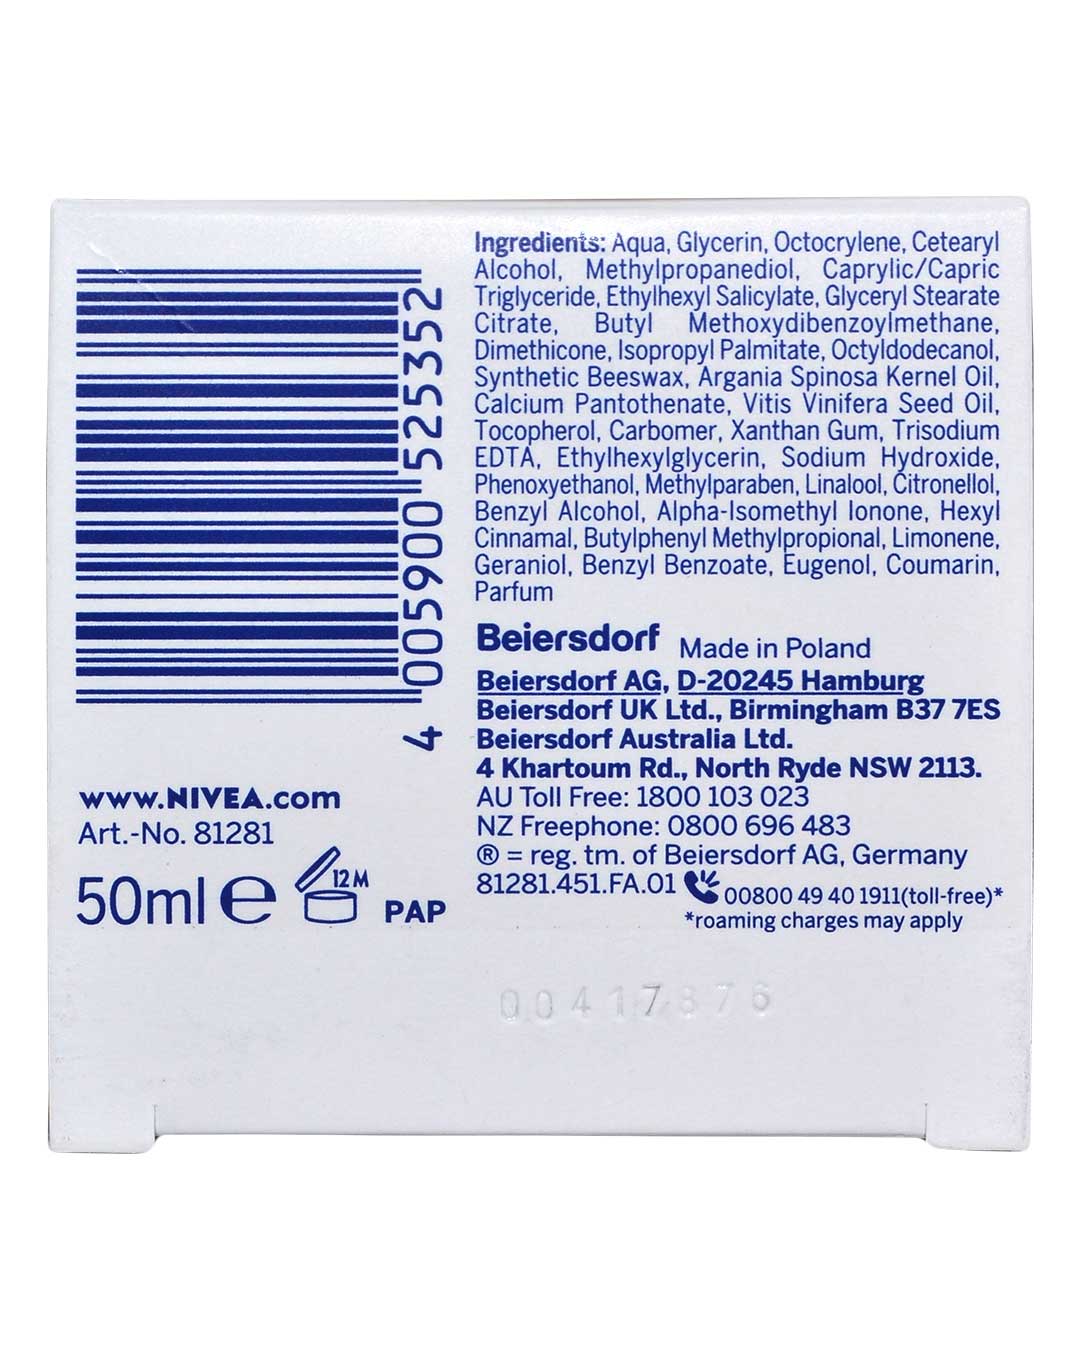 Ingredients: Aqua, Glycerin, Octocrylene, Cetearyl
Alcohol, Methylpropanediol, Caprylic/Capric
Triglyceride, Ethylhexyl Salicylate, Glyceryl Stearate
Citrate, Butyl Methoxydibenzoylmethane,
Dimethicone, Isopropyl Palmitate, Octyldodecanol,
Synthetic Beeswax, Argania Spinosa Kernel Oil,
Calcium Pantothenate, Vitis Vinifera Seed Oil,
Tocopherol, Carbomer, Xanthan Gum, Trisodium
EDTA, Ethylhexylglycerin, Sodium Hydroxide,
Phenoxyethanol, Methylparaben, Linalool, Citronellol,
Benzyl Alcohol, Alpha-Isomethyl Ionone, Hexyl
Cinnamal, Butylphenyl Methylpropional, Limonene,
Geraniol, Benzyl Benzoate, Eugenol, Coumarin,
Parfum
Beiersdorf Made in Poland
Beiersdorf AG, D-20245 Hamburg
Beiersdorf UK Ltd., Birmingham B37 7ES
Beiersdorf Australia Ltd.
4 Khartoum Rd., North Ryde NSW 2113.
AU Toll Free: 1800 103 023
NZ Freephone: 0800 696 483
® = reg. tm. of Beiersdorf AG, Germany
81281.451.FA.01 00800 49 40 1911(toll-free)*
*roaming charges may apply
4 005900 525352
www.NIVEA.com
Art.-No. 81281
50ml e 12M PAP
00417876